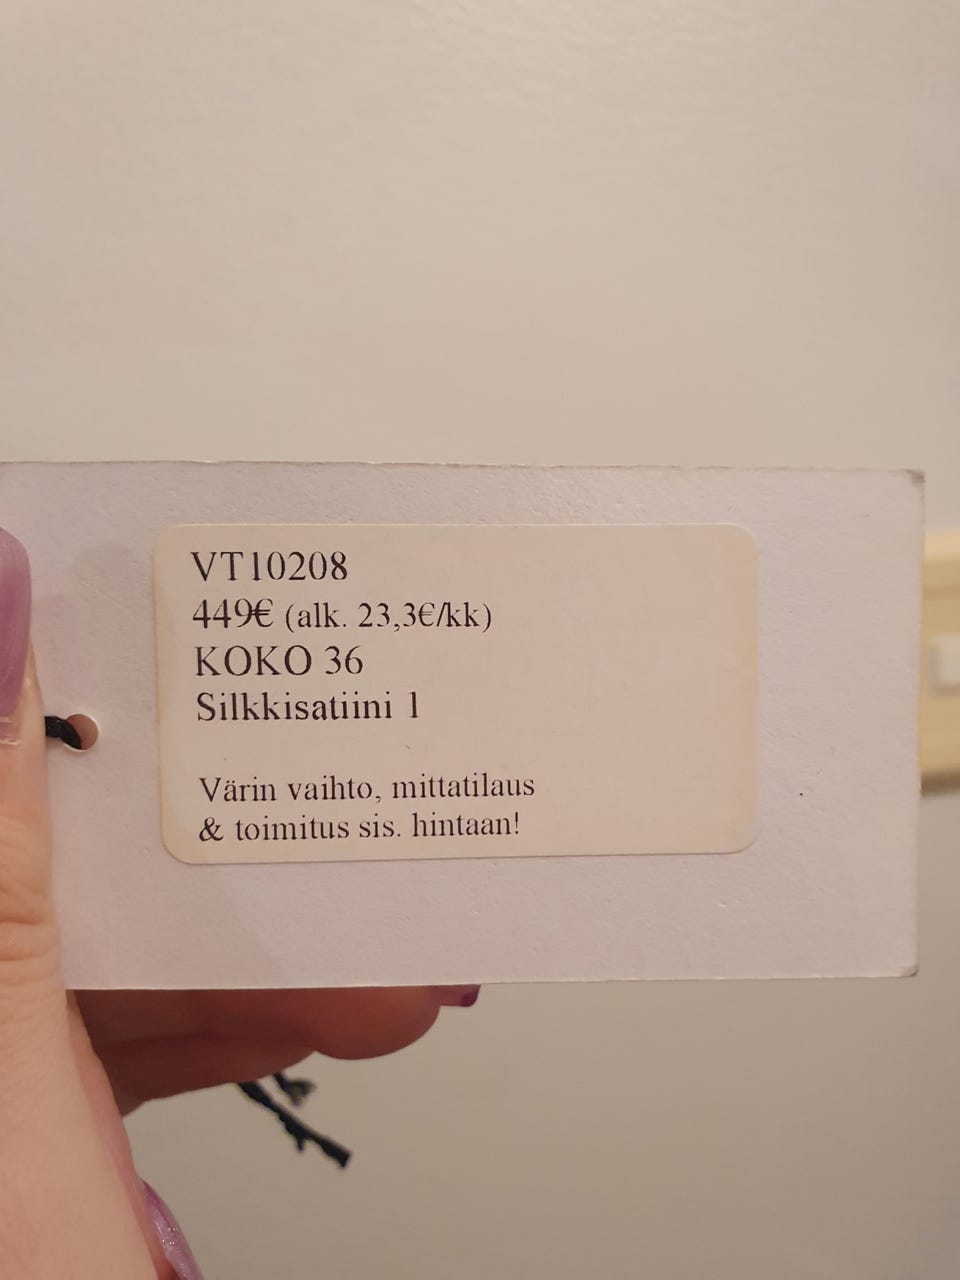 VT10208
449€ (alk. 23,3€/kk)
KOKO 36
Silkkisatiini 1
Värin vaihto, mittatilaus
& toimitus sis. hintaan!